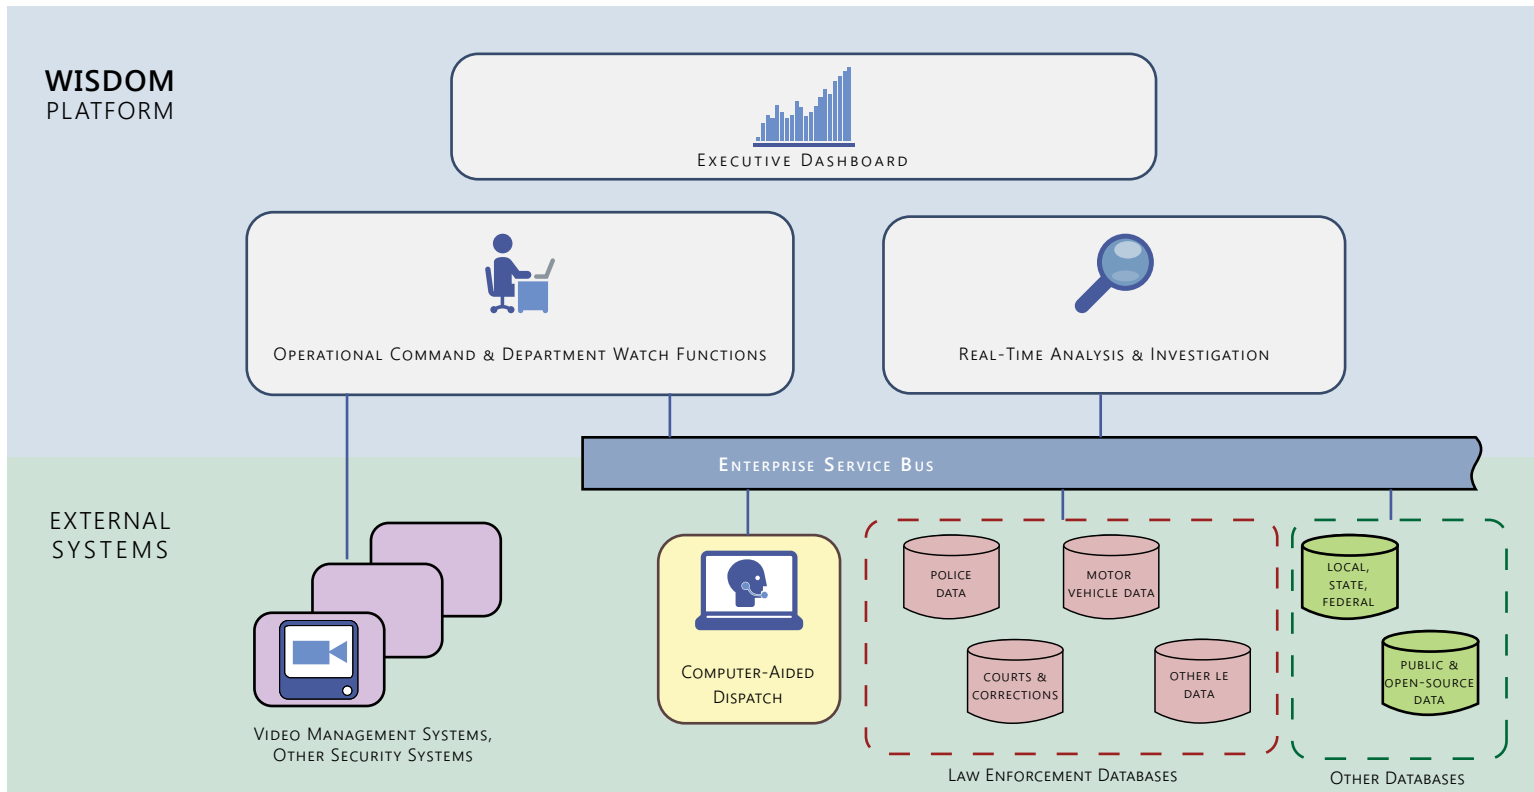 WISDOM
PLATFORM
Executive Dashboard
Operational Command & Department Watch Functions
Real-Time Analysis & Investigation
Enterprise Service Bus
EXTERNAL
SYSTEMS
Video Management Systems,
Other Security Systems
Computer-Aided
Dispatch
POLICE
DATA
MOTOR
VEHICLE DATA
COURTS &
CORRECTIONS
OTHER LE
DATA
Law Enforcement Databases
LOCAL,
STATE,
FEDERAL
PUBLIC &
OPEN-SOURCE
DATA
Other Databases